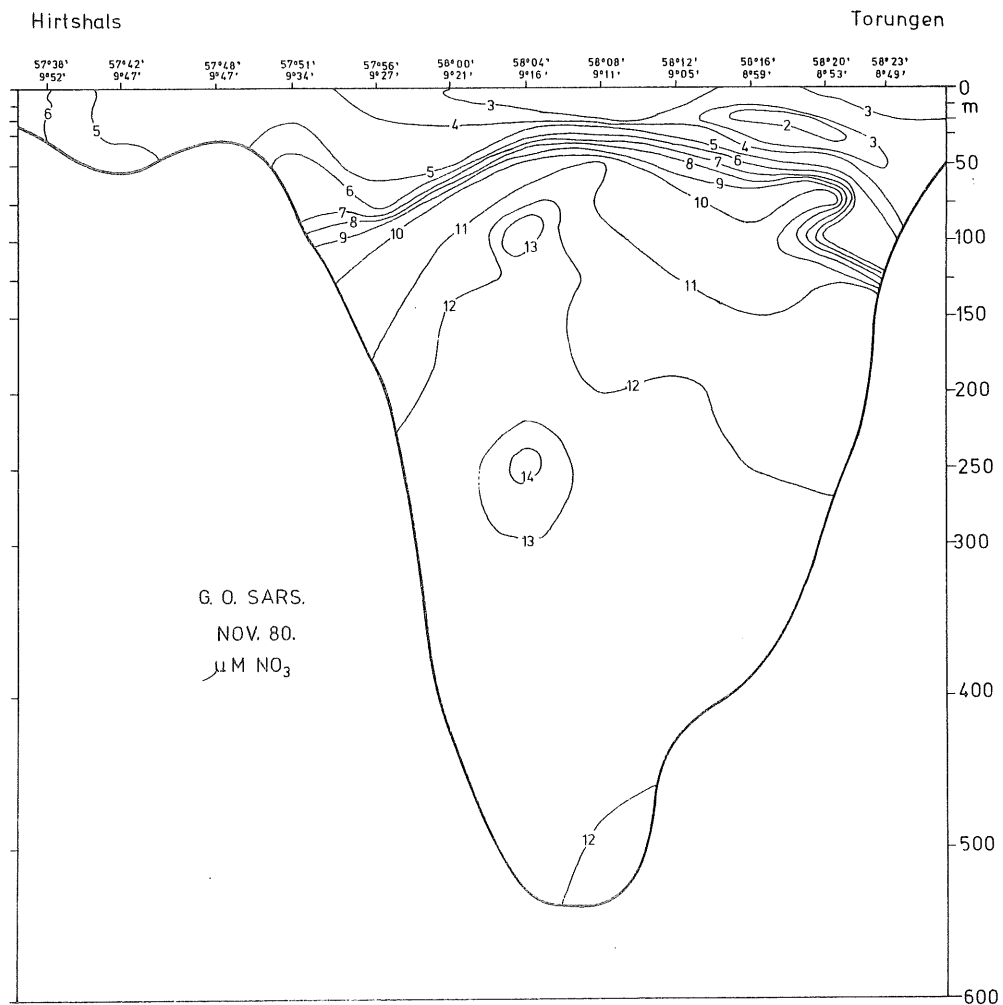 Hirtshals Torungen
57°38' 57°42' 57°48' 57°51' 57°56' 58°00' 58°04' 58°08' 58°12' 50°16' 58°20' 58°23'
9°52' 9°47' 9°47' 9°34' 9°27' 9°21' 9°16' 9°11' 9°05' 8°59' 8°53' 8°49'
0
m
3 3
6 4 2
5 3
4
5
6
50
5 7
8
6 9
10
7
8
9 10 11 100
13
11
12 150
12 200
250
14
13 300
G. O. SARS.
NOV. 80.
µM NO₃
400
12 500
600